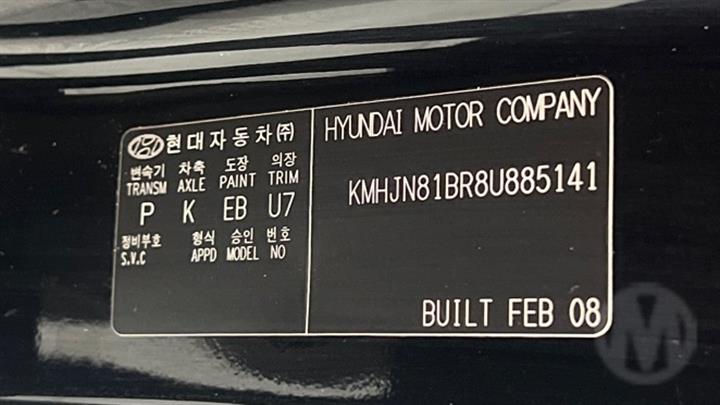 현대자동차(주)
변속기 차축 도장 의장
TRANSM AXLE PAINT TRIM
P K EB U7
정비부호 형식 승인 번호
S.V.C APPD MODEL NO
HYUNDAI MOTOR COMPANY
KMHJN81BR8U885141
BUILT FEB 08
M